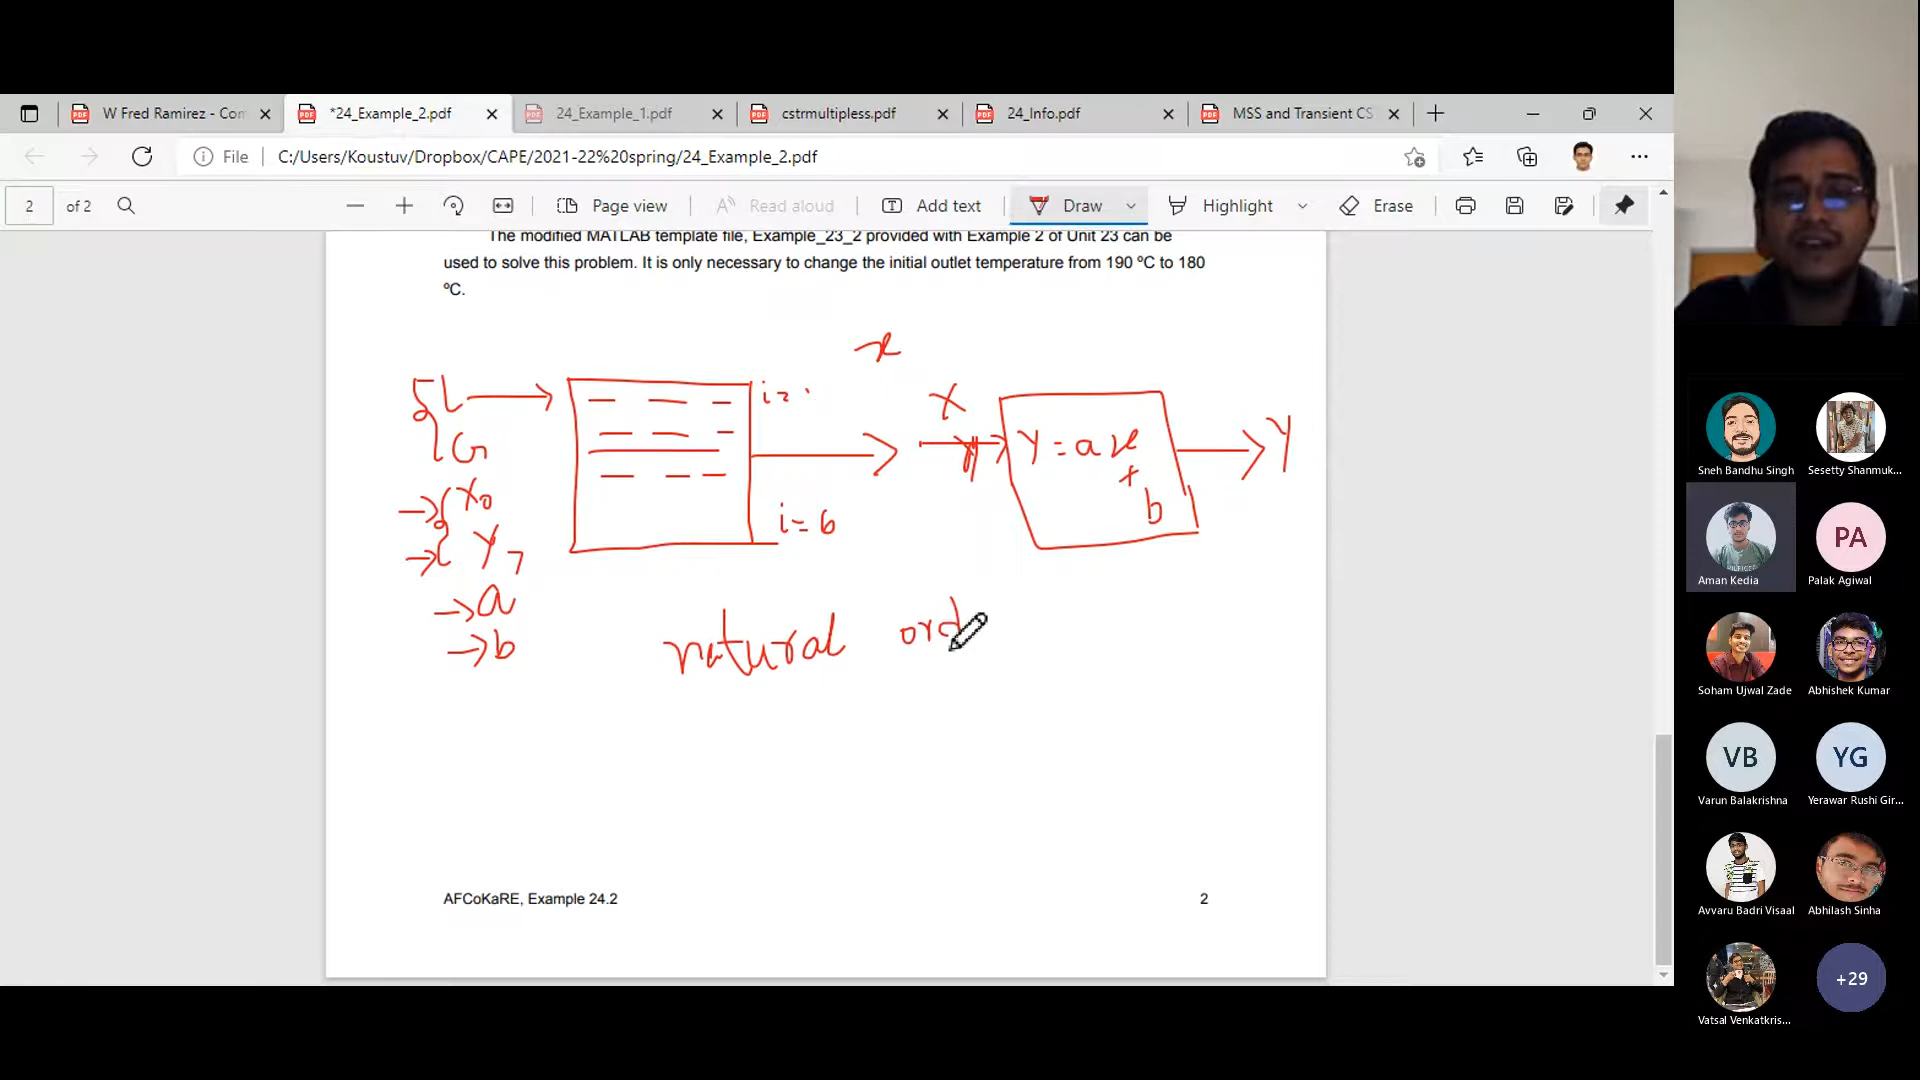 W Fred Ramirez - Com
*24_Example_2.pdf
24_Example_1.pdf
cstrmultipless.pdf
24_Info.pdf
MSS and Transient CS
File
C:/Users/Koustuv/Dropbox/CAPE/2021-22%20spring/24_Example_2.pdf
2 of 2
Page view
Read aloud
Add text
Draw
Highlight
Erase
The modified MATLAB template file, Example_23_2 provided with Example 2 of Unit 23 can be
used to solve this problem. It is only necessary to change the initial outlet temperature from 190 ºC to 180
ºC.
x
L
G
X0
Y7
a
b
i=
i=6
X
Y=ax
+
b
Y
natural ord
AFCoKaRE, Example 24.2
2
Sneh Bandhu Singh
Sesetty Shanmuk...
Aman Kedia
PA
Palak Agiwal
Soham Ujwal Zade
Abhishek Kumar
VB
Varun Balakrishna
YG
Yerawar Rushi Gir...
Avvaru Badri Visaal
Abhilash Sinha
Vatsal Venkatkris...
+29